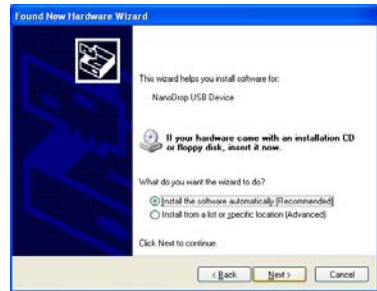 Found New Hardware Wizard
This wizard helps you install software for:
NanoDrop USB Device
If your hardware came with an installation CD
or floppy disk, insert it now.
What do you want the wizard to do?
Install the software automatically (Recommended)
Install from a list or specific location (Advanced)
Click Next to continue.
< Back
Next >
Cancel